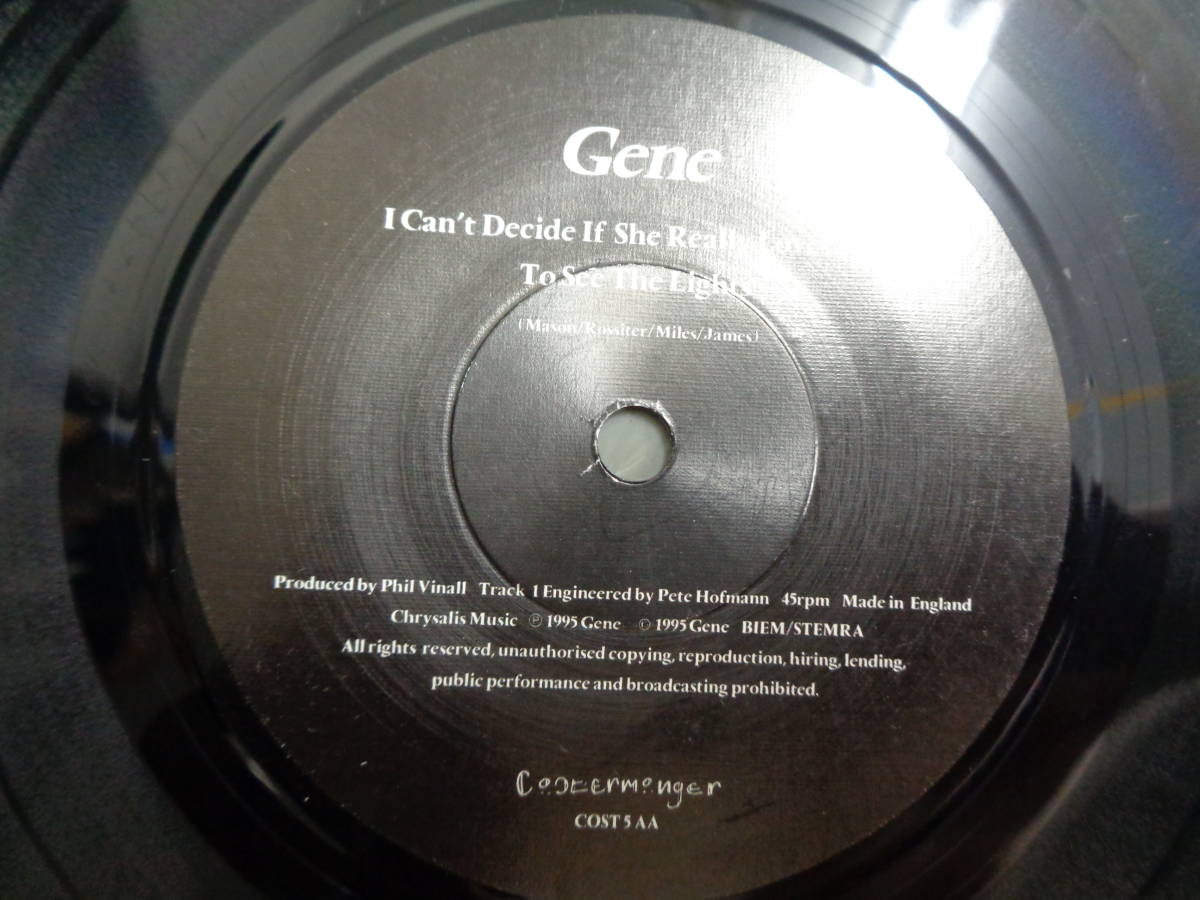 Gene
I Can't Decide If She Really
To See The Lights
(Mason/Rossiter/Miles/James)
Produced by Phil Vinall Track 1 Engineered by Pete Hofmann 45rpm Made in England
Chrysalis Music ℗ 1995 Gene © 1995 Gene BIEM/STEMRA
All rights reserved, unauthorised copying, reproduction, hiring, lending,
public performance and broadcasting prohibited.
Costermonger
COST 5 AA